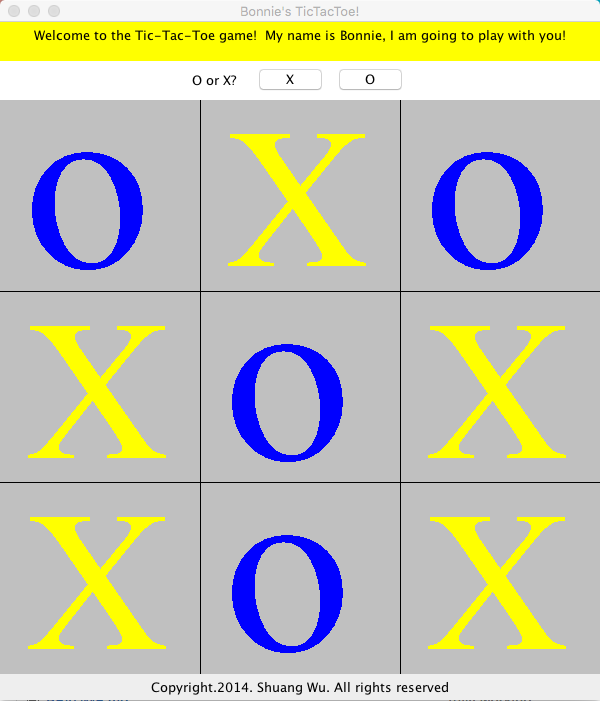 Bonnie's TicTacToe!
Welcome to the Tic-Tac-Toe game!  My name is Bonnie, I am going to play with you!
O or X? X O
O X O
X O X
X O X
Copyright.2014. Shuang Wu. All rights reserved